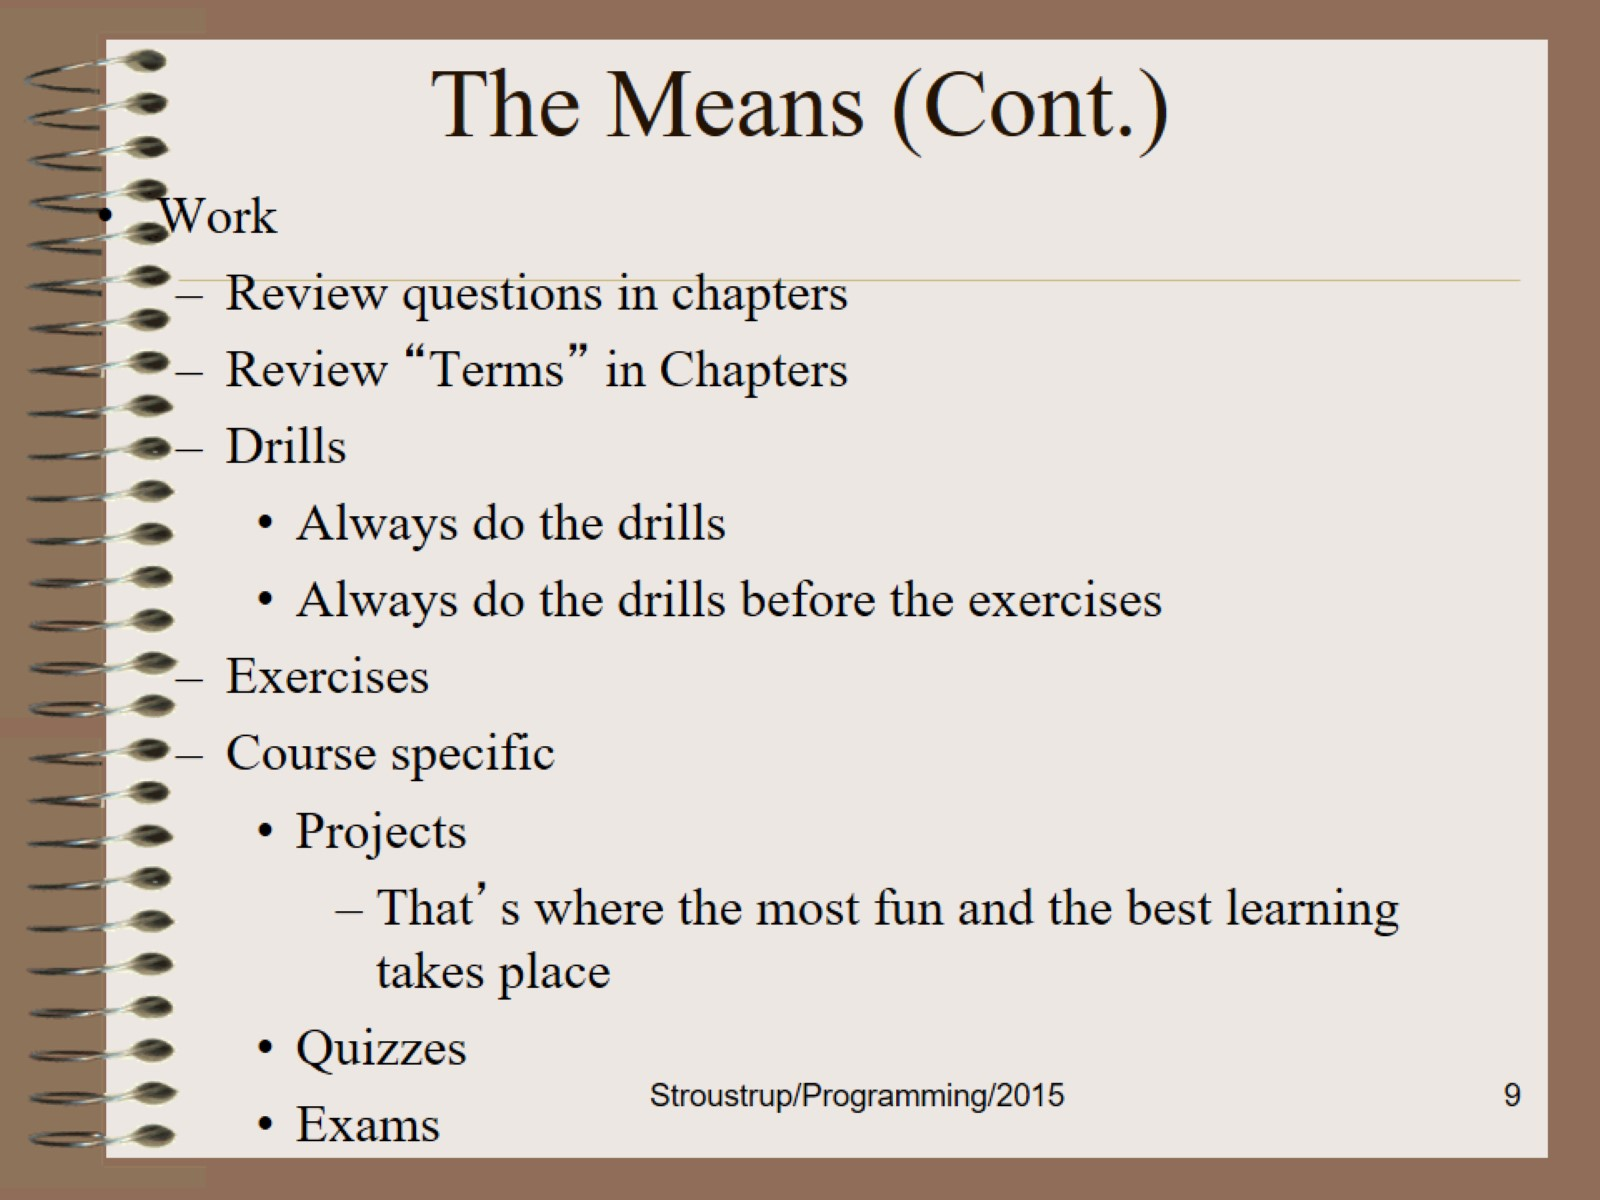 The Means (Cont.)
• Work
– Review questions in chapters
– Review “Terms” in Chapters
– Drills
• Always do the drills
• Always do the drills before the exercises
– Exercises
– Course specific
• Projects
– That’ s where the most fun and the best learning
takes place
• Quizzes
• Exams
Stroustrup/Programming/2015
9